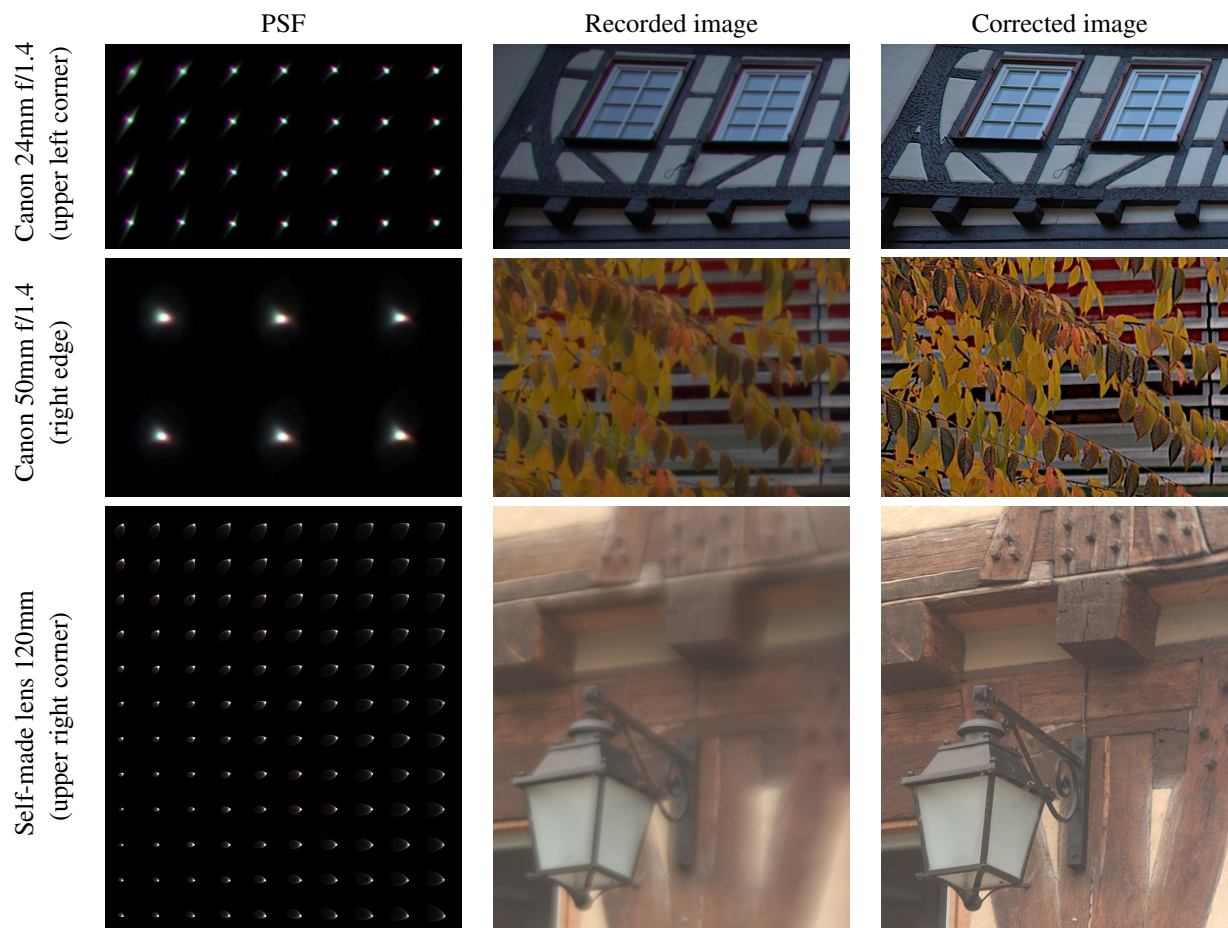 PSF
Recorded image
Corrected image
Canon 24mm f/1.4
(upper left corner)
Canon 50mm f/1.4
(right edge)
Self-made lens 120mm
(upper right corner)